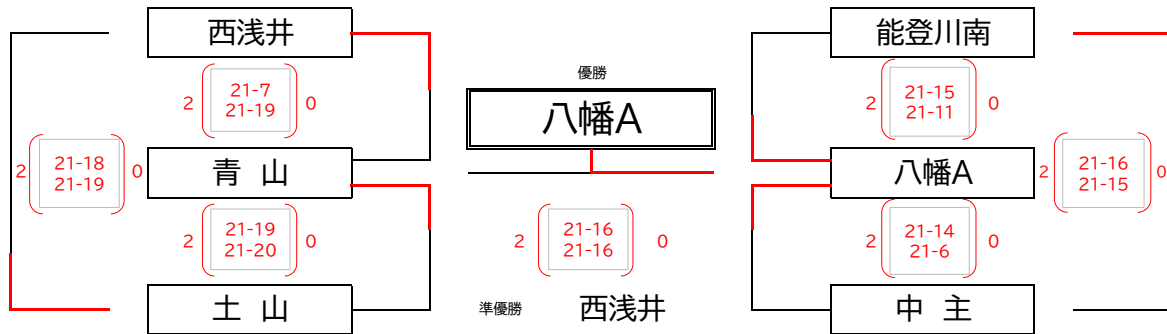 西浅井
2 21-7 0
21-19
2 21-18 0
21-19
青 山
2 21-19 0
21-20
土 山
優勝
八幡A
2 21-16 0
21-16
準優勝 西浅井
能登川南
2 21-15 0
21-11
八幡A
2 21-16 0
21-15
2 21-14 0
21-6
中 主